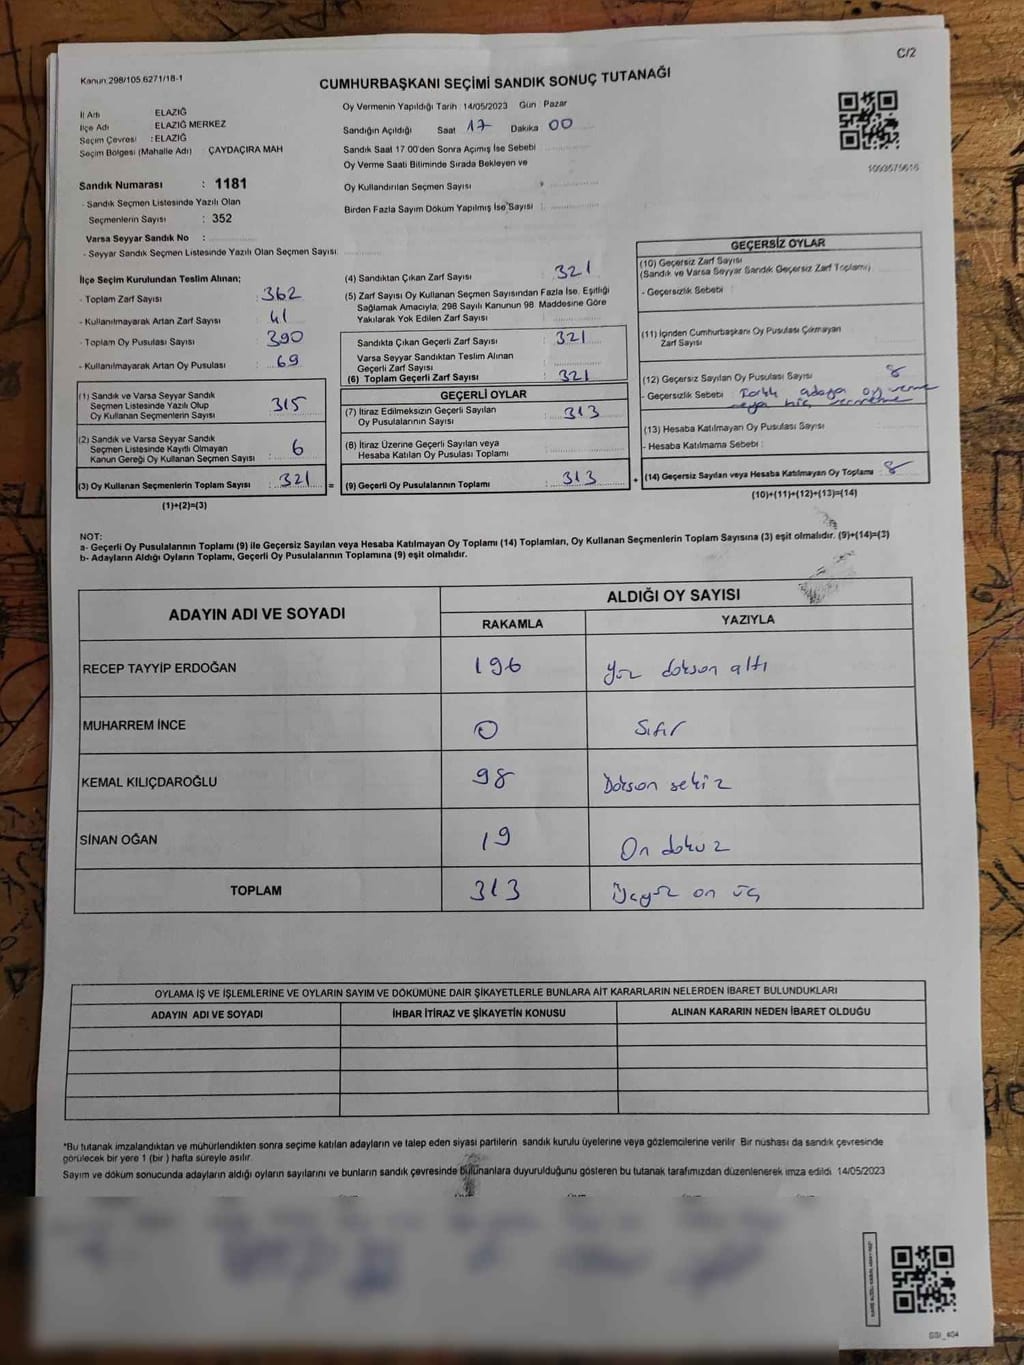 C/2
Kanun 298/105.6271/18-1
CUMHURBAŞKANI SEÇİMİ SANDIK SONUÇ TUTANAĞI
İl Adı ELAZIĞ
İlçe Adı ELAZIĞ MERKEZ
Seçim Çevresi : ELAZIĞ
Seçim Bölgesi (Mahalle Adı) ÇAYDAÇIRA MAH
Sandık Numarası : 1181
- Sandık Seçmen Listesinde Yazılı Olan
Seçmenlerin Sayısı : 352
Varsa Seyyar Sandık No :
- Seyyar Sandık Seçmen Listesinde Yazılı Olan Seçmen Sayısı:
Oy Vermenin Yapıldığı Tarih : 14/05/2023 Gün : Pazar
Sandığın Açıldığı Saat 17 Dakika 00
Sandık Saat 17 00'den Sonra Açımış İse Sebebi
Oy Verme Saati Bitiminde Sırada Bekleyen ve
Oy Kullandırılan Seçmen Sayısı
Birden Fazla Sayım Döküm Yapılmış İse Sayısı :
1093675616
İlçe Seçim Kurulundan Teslim Alınan;
- Toplam Zarf Sayısı : 362
- Kullanılmayarak Artan Zarf Sayısı : 41
- Toplam Oy Pusulası Sayısı : 390
- Kullanılmayarak Artan Oy Pusulası : 69
(1) Sandık ve Varsa Seyyar Sandık
Seçmen Listesinde Yazılı Olup
Oy Kullanan Seçmenlerin Sayısı : 315
(2) Sandık ve Varsa Seyyar Sandık
Seçmen Listesinde Kayıtlı Olmayan
Kanun Gereği Oy Kullanan Seçmen Sayısı : 6
(3) Oy Kullanan Seçmenlerin Toplam Sayısı : 321 =
(1)+(2)=(3)
(4) Sandıktan Çıkan Zarf Sayısı : 321
(5) Zarf Sayısı Oy Kullanan Seçmen Sayısından Fazla İse, Eşitliği
Sağlamak Amacıyla, 298 Sayılı Kanunun 98 Maddesine Göre
Yakılarak Yok Edilen Zarf Sayısı :
Sandıkta Çıkan Geçerli Zarf Sayısı : 321
Varsa Seyyar Sandıktan Teslim Alınan
Geçerli Zarf Sayısı :
(6) Toplam Geçerli Zarf Sayısı : 321
GEÇERLİ OYLAR
(7) İtiraz Edilmeksizin Geçerli Sayılan
Oy Pusulası Sayısı : 313
(8) İtiraz Üzerine Geçerli Sayılan veya
Hesaba Katılan Oy Pusulası Toplamı :
(9) Geçerli Oy Pusulalarının Toplamı : 313 +
GEÇERSİZ OYLAR
(10) Geçersiz Zarf Sayısı
(Sandık ve Varsa Seyyar Sandık Geçersiz Zarf Toplamı)
- Geçersizlik Sebebi :
(11) İçinden Cumhurbaşkanı Oy Pusulası Çıkmayan
Zarf Sayısı :
(12) Geçersiz Sayılan Oy Pusulası Sayısı : 8
- Geçersizlik Sebebi : Farklı adaya oy verme
veya hiç vermeme
(13) Hesaba Katılmayan Oy Pusulası Sayısı :
- Hesaba Katılmama Sebebi :
(14) Geçersiz Sayılan veya Hesaba Katılmayan Oy Toplamı : 8
(10)+(11)+(12)+(13)=(14)
NOT:
a- Geçerli Oy Pusulalarının Toplamı (9) ile Geçersiz Sayılan veya Hesaba Katılmayan Oy Toplamı (14) Toplamları, Oy Kullanan Seçmenlerin Toplam Sayısına (3) eşit olmalıdır. (9)+(14)=(3)
b- Adayların Aldığı Oyların Toplamı, Geçerli Oy Pusulalarının Toplamına (9) eşit olmalıdır.
ADAYIN ADI VE SOYADI ALDIĞI OY SAYISI
RAKAMLA YAZIYLA
RECEP TAYYİP ERDOĞAN 196 Yüz doksan altı
MUHARREM İNCE 0 Sıfır
KEMAL KILIÇDAROĞLU 98 Doksan sekiz
SİNAN OĞAN 19 On dokuz
TOPLAM 313 Üçyüz on üç
OYLAMA İŞ VE İŞLEMLERİNE VE OYLARIN SAYIM VE DÖKÜMÜNE DAİR ŞİKAYETLERLE BUNLARA AİT KARARLARIN NELERDEN İBARET BULUNDUKLARI
ADAYIN ADI VE SOYADI İHBAR İTİRAZ VE ŞİKAYETİN KONUSU ALINAN KARARIN NEDEN İBARET OLDUĞU
*Bu tutanak imzalandıktan ve mühürlendikten sonra seçime katılan adayların ve talep eden siyasi partilerin sandık kurulu üyelerine veya gözlemcilerine verilir Bir nüshası da sandık çevresinde
görülecek bir yere 1 (bir ) hafta süreyle asılır.
Sayım ve döküm sonucunda adayların aldığı oyların sayılarını ve bunların sandık çevresinde bulunanlara duyurulduğunu gösteren bu tutanak tarafımızdan düzenlenerek imza edildi 14/05/2023